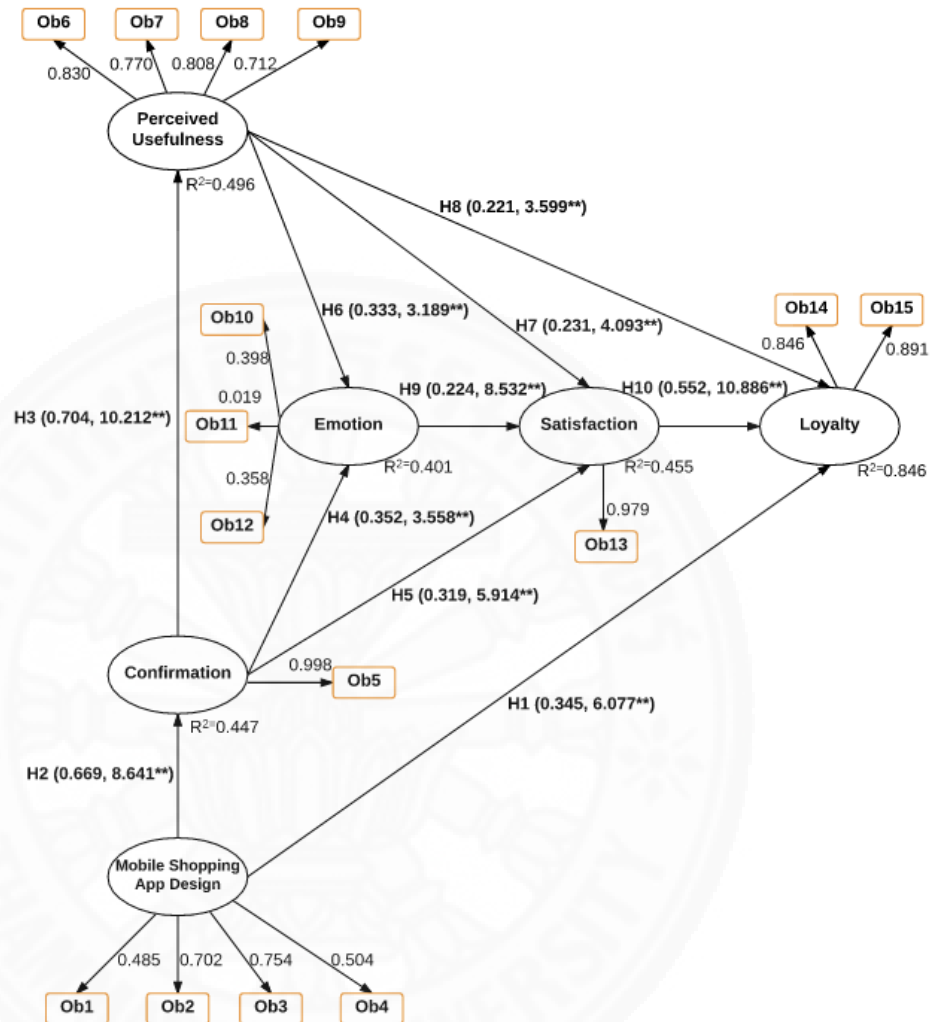 Ob6
Ob7
Ob8
Ob9
0.830
0.770
0.808
0.712
Perceived
Usefulness
R²=0.496
H8 (0.221, 3.599**)
Ob10
H6 (0.333, 3.189**)
H7 (0.231, 4.093**)
Ob14
Ob15
0.846
0.891
0.398
0.019
H9 (0.224, 8.532**)
H10 (0.552, 10.886**)
H3 (0.704, 10.212**)
Ob11
Emotion
Satisfaction
Loyalty
R²=0.401
R²=0.455
R²=0.846
0.358
Ob12
H4 (0.352, 3.558**)
0.979
Ob13
H5 (0.319, 5.914**)
Confirmation
0.998
Ob5
R²=0.447
H1 (0.345, 6.077**)
H2 (0.669, 8.641**)
Mobile Shopping
App Design
0.485
0.702
0.754
0.504
Ob1
Ob2
Ob3
Ob4